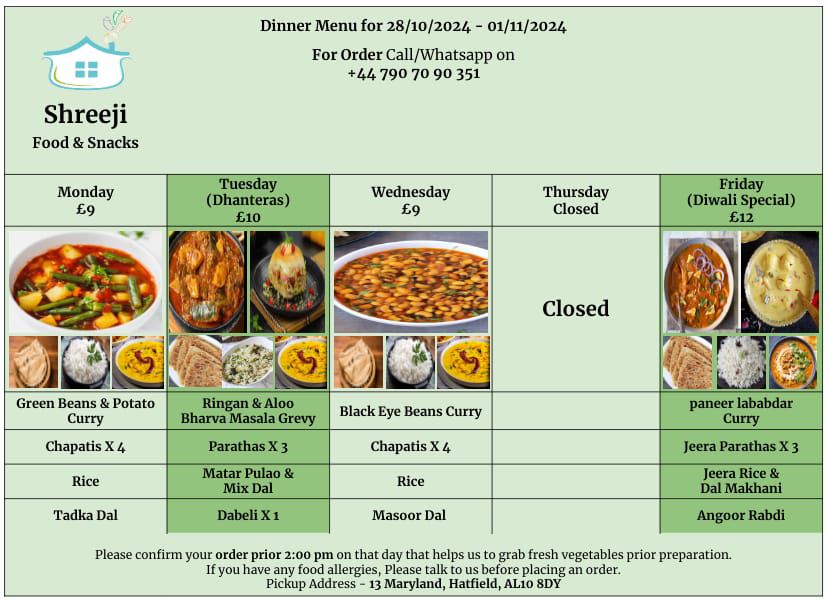 Dinner Menu for 28/10/2024 - 01/11/2024
For Order Call/Whatsapp on
+44 790 70 90 351
Shreeji
Food & Snacks
Monday
£9
Tuesday
(Dhanteras)
£10
Wednesday
£9
Thursday
Closed
Friday
(Diwali Special)
£12
Closed
Green Beans & Potato
Curry
Ringan & Aloo
Bharva Masala Grevy
Black Eye Beans Curry
paneer lababdar
Curry
Chapatis X 4
Parathas X 3
Chapatis X 4
Jeera Parathas X 3
Rice
Matar Pulao &
Mix Dal
Rice
Jeera Rice &
Dal Makhani
Tadka Dal
Dabeli X 1
Masoor Dal
Angoor Rabdi
Please confirm your order prior 2:00 pm on that day that helps us to grab fresh vegetables prior preparation.
If you have any food allergies, Please talk to us before placing an order.
Pickup Address - 13 Maryland, Hatfield, AL10 8DY